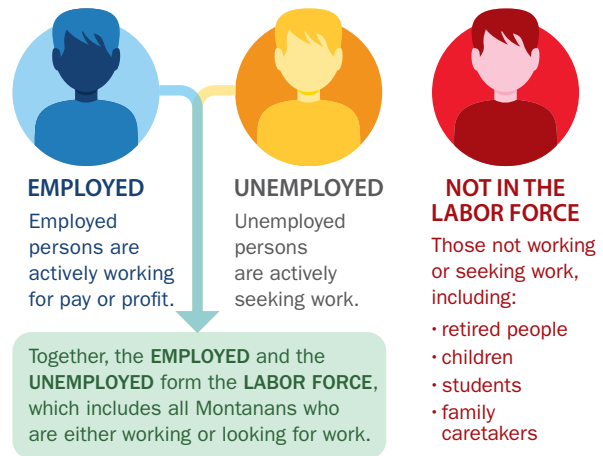 EMPLOYED
Employed
persons are
actively working
for pay or profit.
UNEMPLOYED
Unemployed
persons
are actively
seeking work.
NOT IN THE
LABOR FORCE
Those not working
or seeking work,
including:
· retired people
· children
· students
· family
caretakers
Together, the EMPLOYED and the
UNEMPLOYED form the LABOR FORCE,
which includes all Montanans who
are either working or looking for work.